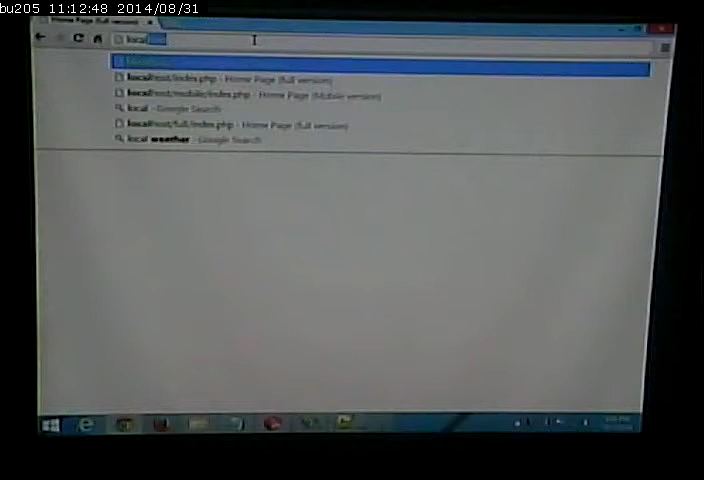 bu205 11:12:48 2014/08/31
Home Page (full version)
local
localhost/index.php - Home Page (full version)
localhost/mobile/index.php - Home Page (Mobile version)
local - Google Search
localhost/full/index.php - Home Page (full version)
local weather - Google Search